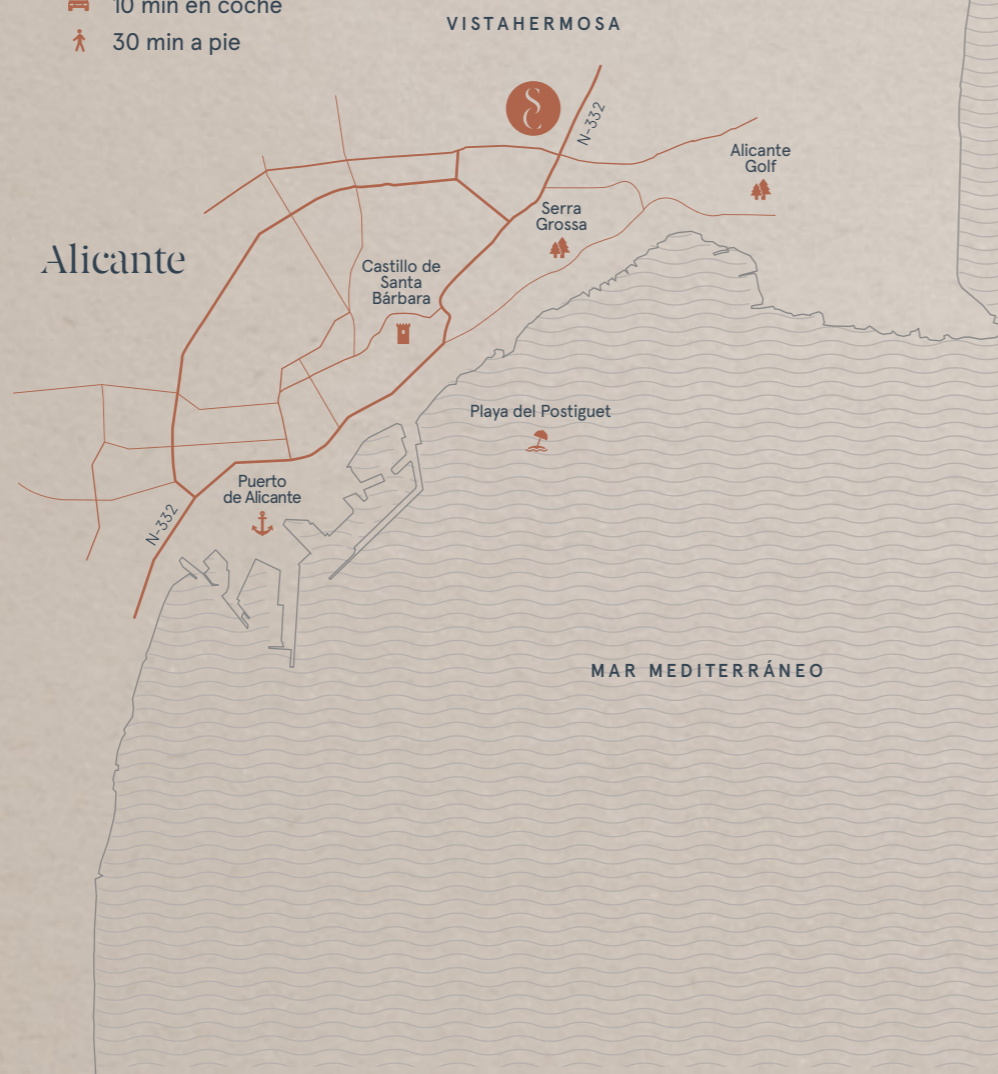 10 min en coche
30 min a pie
VISTAHERMOSA
SC
N-332
Alicante
Golf
Serra
Grossa
Alicante
Castillo de
Santa
Bárbara
Playa del Postiguet
Puerto
de Alicante
N-332
MAR MEDITERRÁNEO